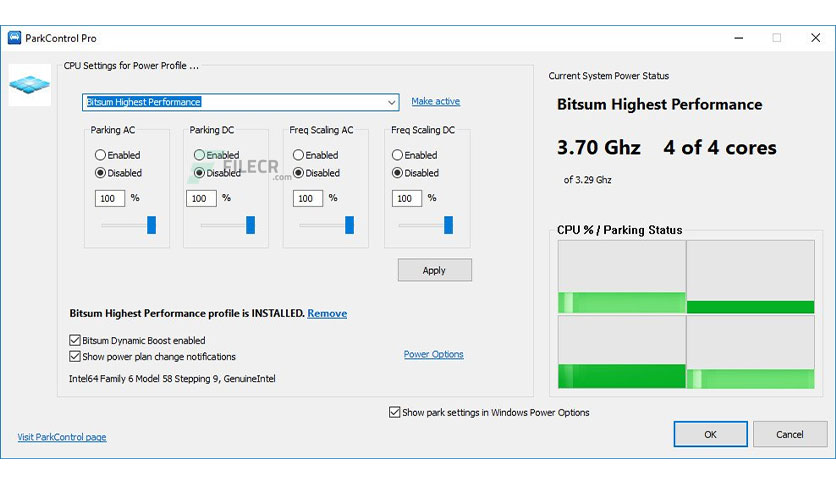 ParkControl Pro
CPU Settings for Power Profile ...
Bitsum Highest Performance
Make active
Parking AC
Parking DC
Freq Scaling AC
Freq Scaling DC
Enabled
Enabled
Enabled
Enabled
Disabled
Disabled
Disabled
Disabled
FILECR
.com
100 %
100 %
100 %
100 %
Apply
Bitsum Highest Performance profile is INSTALLED. Remove
Bitsum Dynamic Boost enabled
Show power plan change notifications
Power Options
Intel64 Family 6 Model 58 Stepping 9, GenuineIntel
Show park settings in Windows Power Options
Visit ParkControl page
Current System Power Status
Bitsum Highest Performance
3.70 Ghz 4 of 4 cores
of 3.29 Ghz
CPU % / Parking Status
OK
Cancel